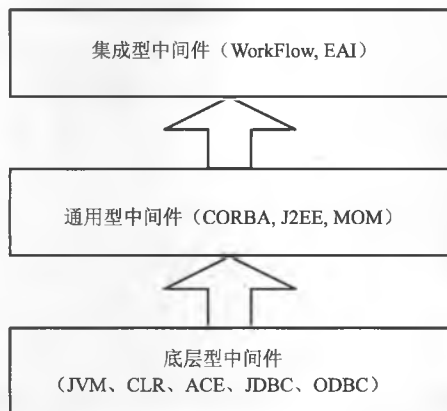 集成型中间件（WorkFlow, EAI）
通用型中间件（CORBA, J2EE, MOM）
底层型中间件
（JVM、CLR、ACE、JDBC、ODBC）